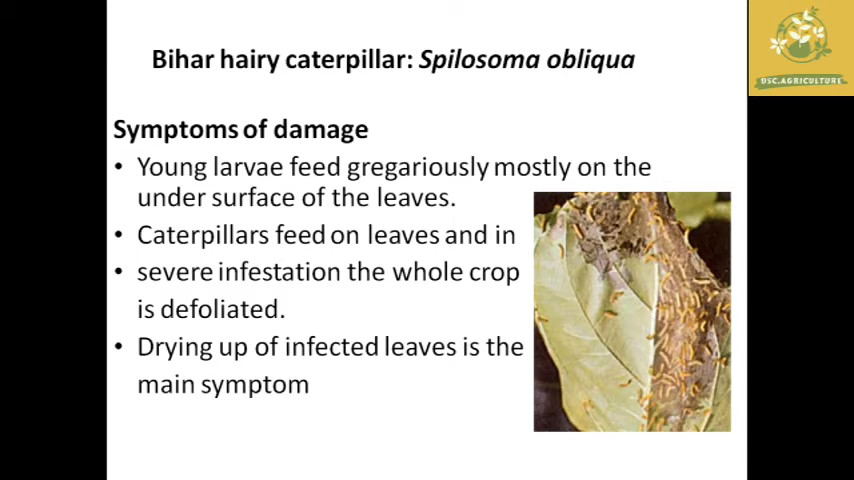 Bihar hairy caterpillar: Spilosoma obliqua
BSC.AGRICULTURE
Symptoms of damage
• Young larvae feed gregariously mostly on the
under surface of the leaves.
• Caterpillars feed on leaves and in
• severe infestation the whole crop
is defoliated.
• Drying up of infected leaves is the
main symptom